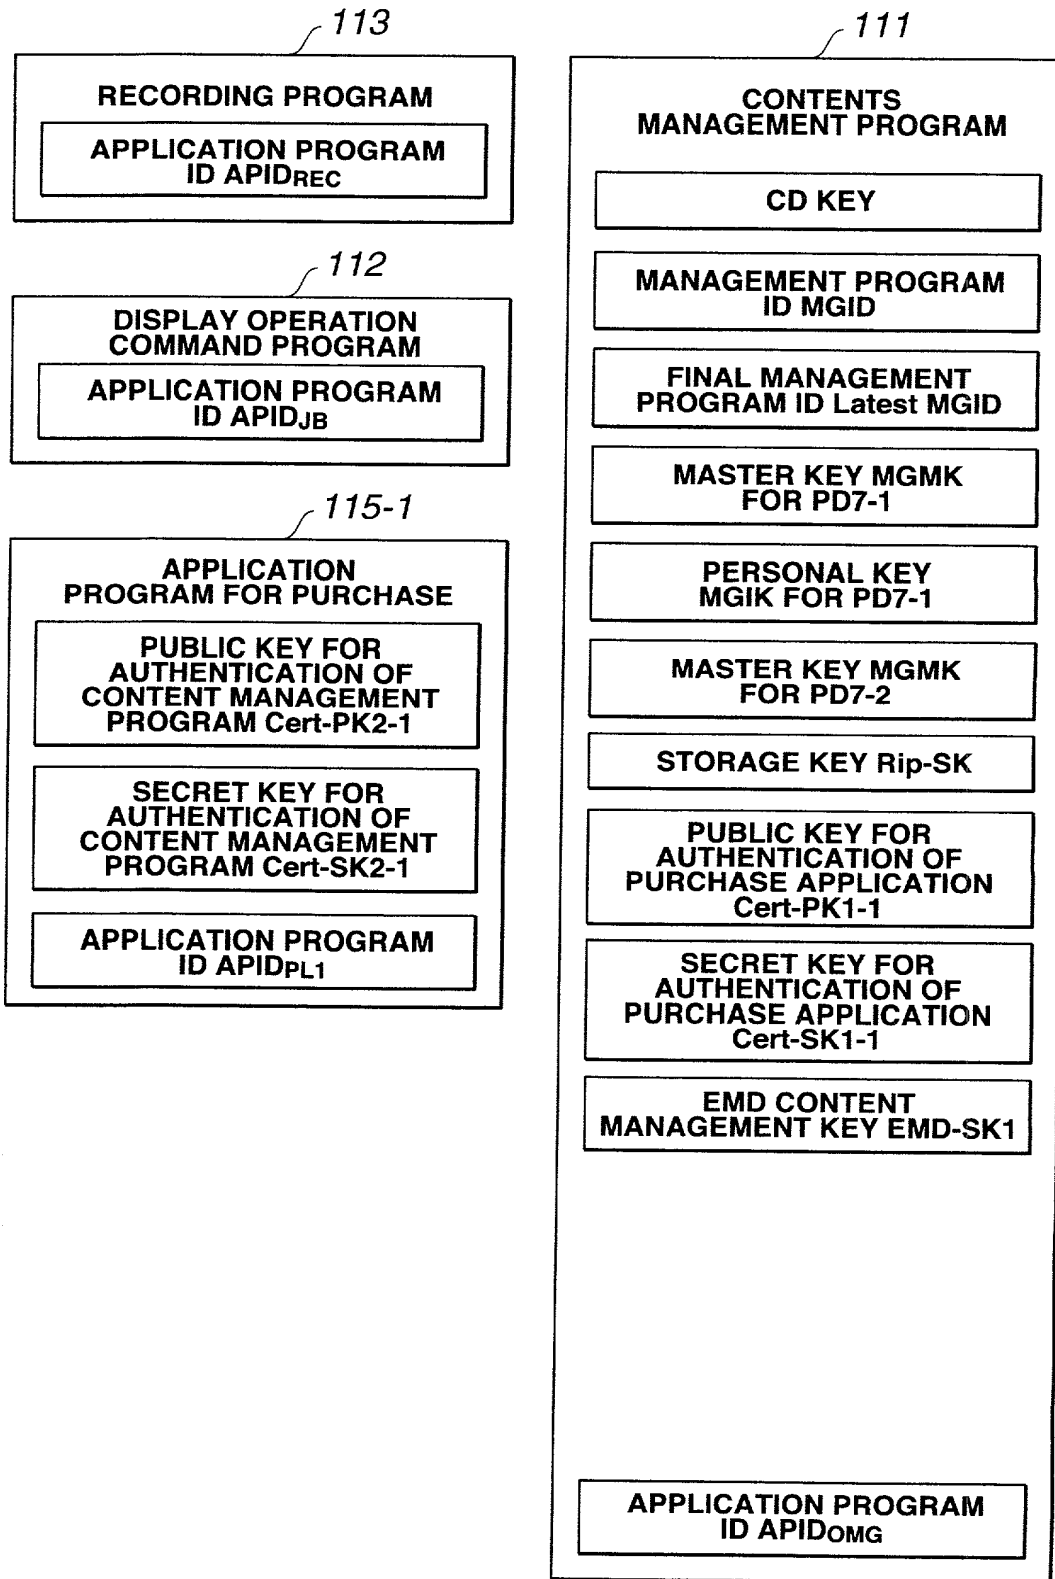 113
RECORDING PROGRAM
APPLICATION PROGRAM
ID APIDREC
112
DISPLAY OPERATION
COMMAND PROGRAM
APPLICATION PROGRAM
ID APIDJB
115-1
APPLICATION
PROGRAM FOR PURCHASE
PUBLIC KEY FOR
AUTHENTICATION OF
CONTENT MANAGEMENT
PROGRAM Cert-PK2-1
SECRET KEY FOR
AUTHENTICATION OF
CONTENT MANAGEMENT
PROGRAM Cert-SK2-1
APPLICATION PROGRAM
ID APIDPL1
111
CONTENTS
MANAGEMENT PROGRAM
CD KEY
MANAGEMENT PROGRAM
ID MGID
FINAL MANAGEMENT
PROGRAM ID Latest MGID
MASTER KEY MGMK
FOR PD7-1
PERSONAL KEY
MGIK FOR PD7-1
MASTER KEY MGMK
FOR PD7-2
STORAGE KEY Rip-SK
PUBLIC KEY FOR
AUTHENTICATION OF
PURCHASE APPLICATION
Cert-PK1-1
SECRET KEY FOR
AUTHENTICATION OF
PURCHASE APPLICATION
Cert-SK1-1
EMD CONTENT
MANAGEMENT KEY EMD-SK1
APPLICATION PROGRAM
ID APIDOMG